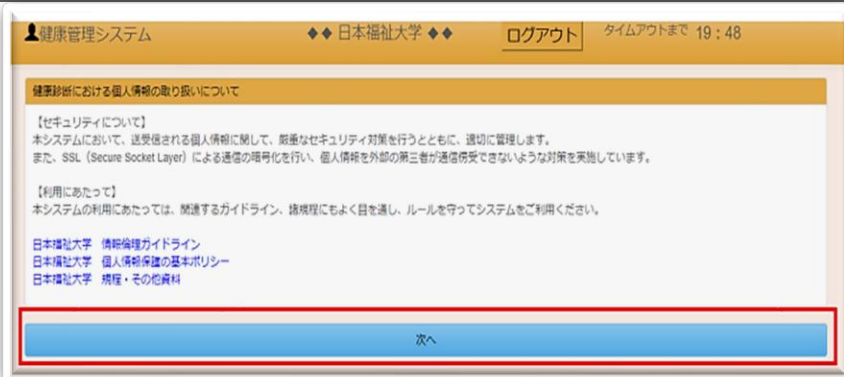 健康管理システム ◆◆ 日本福祉大学 ◆◆ ログアウト タイムアウトまで 19:48
健康診断における個人情報の取り扱いについて
【セキュリティについて】
本システムにおいて、送受信される個人情報に関して、厳重なセキュリティ対策を行うとともに、適切に管理します。
また、SSL（Secure Socket Layer）による通信の暗号化を行い、個人情報を外部の第三者が通信傍受できないような対策を実施しています。
【利用にあたって】
本システムの利用にあたっては、関連するガイドライン、諸規程にもよく目を通し、ルールを守ってシステムをご利用ください。
日本福祉大学 情報倫理ガイドライン
日本福祉大学 個人情報保護の基本ポリシー
日本福祉大学 規程・その他資料
次へ